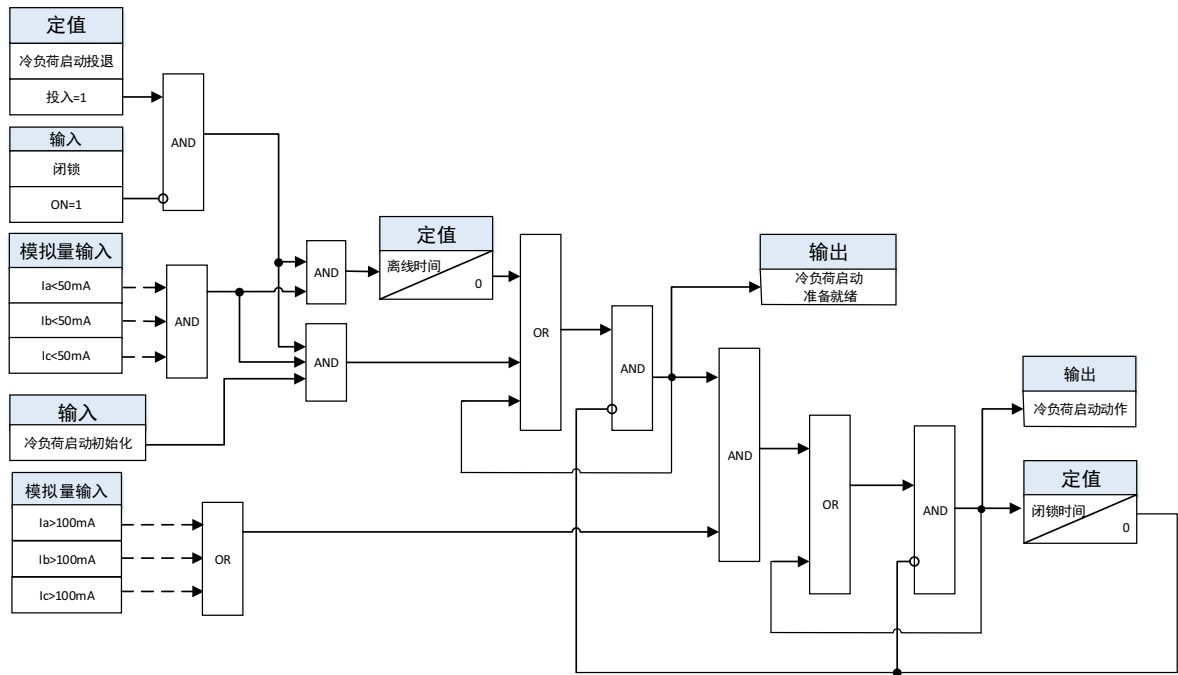 定值
冷负荷启动投退
投入=1
AND
输入
闭锁
ON=1
模拟量输入
Ia<50mA
Ib<50mA
Ic<50mA
AND
AND
AND
定值
离线时间
0
OR
AND
输出
冷负荷启动
准备就绪
输入
冷负荷启动初始化
模拟量输入
Ia>100mA
Ib>100mA
Ic>100mA
OR
AND
OR
AND
输出
冷负荷启动动作
定值
闭锁时间
0